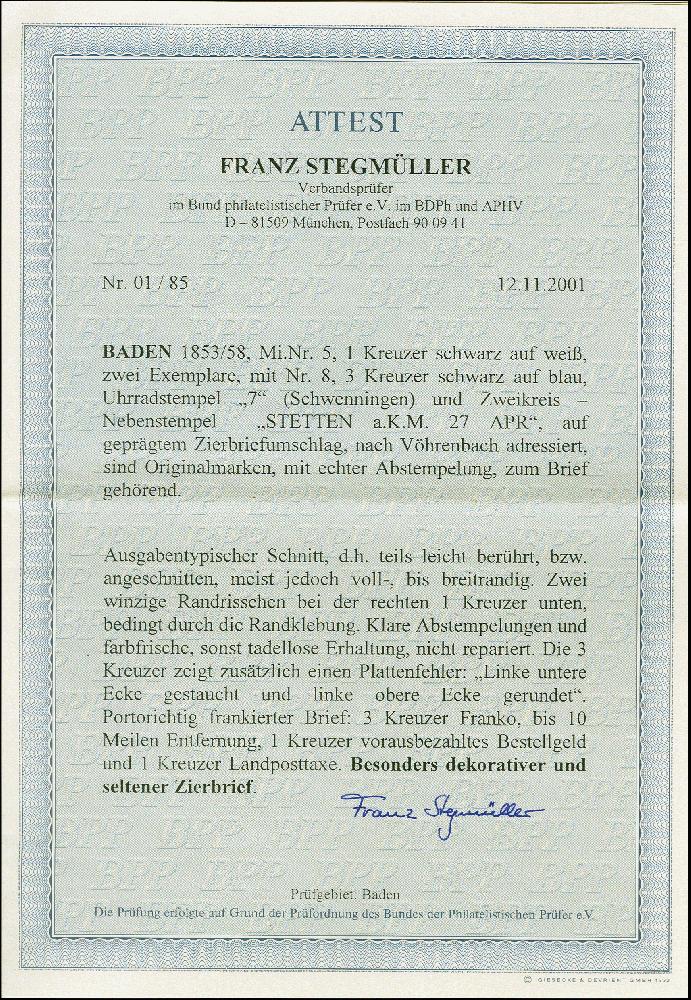 ATTEST
FRANZ STEGMÜLLER
Verbandsprüfer
im Bund philatelistischer Prüfer e.V. im BDPh und APHV
D – 81509 München, Postfach 90 09 41
Nr. 01 / 85 12.11.2001
BADEN 1853/58, Mi.Nr. 5, 1 Kreuzer schwarz auf weiß,
zwei Exemplare, mit Nr. 8, 3 Kreuzer schwarz auf blau,
Uhrradstempel „7“ (Schwenningen) und Zweikreis –
Nebenstempel „STETTEN a.K.M. 27 APR“, auf
geprägtem Zierbriefumschlag, nach Vöhrenbach adressiert,
sind Originalmarken, mit echter Abstempelung, zum Brief
gehörend.
Ausgabentypischer Schnitt, d.h. teils leicht berührt, bzw.
angeschnitten, meist jedoch voll-, bis breitrandig. Zwei
winzige Randrisschen bei der rechten 1 Kreuzer unten,
bedingt durch die Randklebung. Klare Abstempelungen und
farbfrische, sonst tadellose Erhaltung, nicht repariert. Die 3
Kreuzer zeigt zusätzlich einen Plattenfehler: „Linke untere
Ecke gestaucht und linke obere Ecke gerundet“.
Portorichtig frankierter Brief: 3 Kreuzer Franko, bis 10
Meilen Entfernung, 1 Kreuzer vorausbezahltes Bestellgeld
und 1 Kreuzer Landposttaxe. Besonders dekorativer und
seltener Zierbrief.
Franz Stegmüller
Prüfgebiet: Baden
Die Prüfung erfolgte auf Grund der Prüfordnung des Bundes der Philatelistischen Prüfer e.V.
© GIESECKE & DEVRIENT GMBH